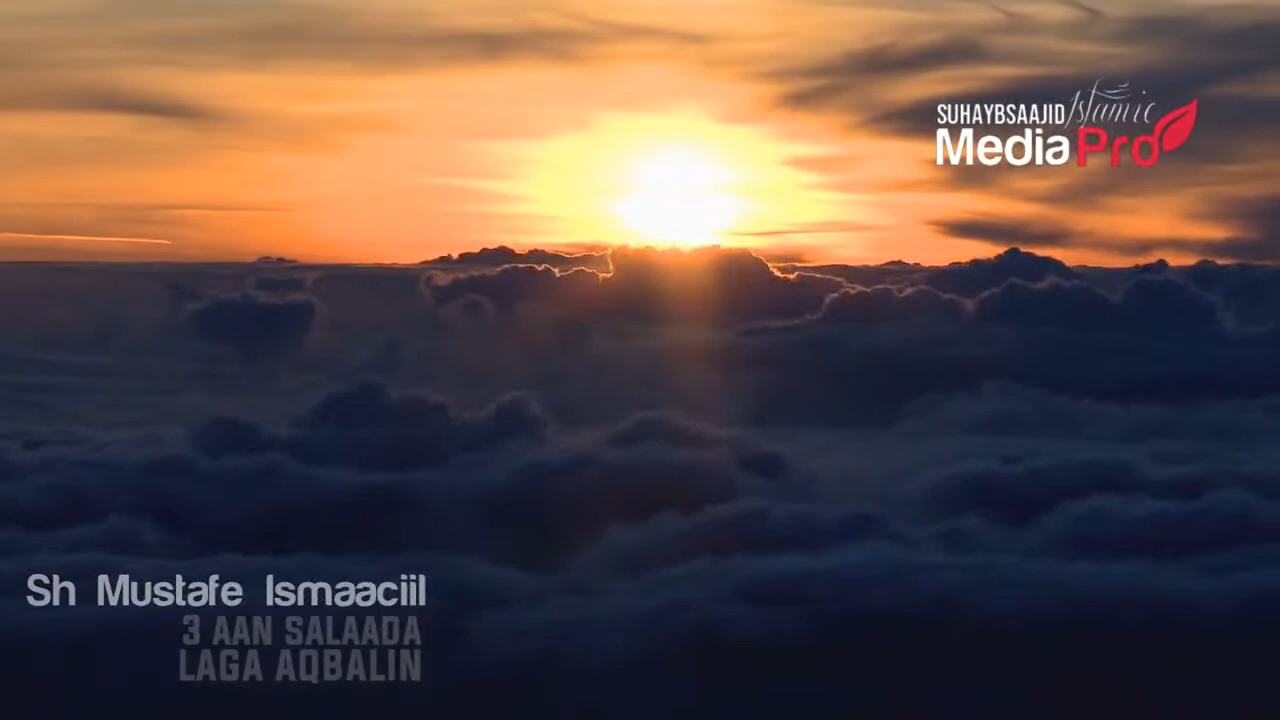 SUHAYBSAAJID Islamic
Media Pro
Sh Mustafe Ismaaciil
3 AAN SALAADA
LAGA AQBALIN